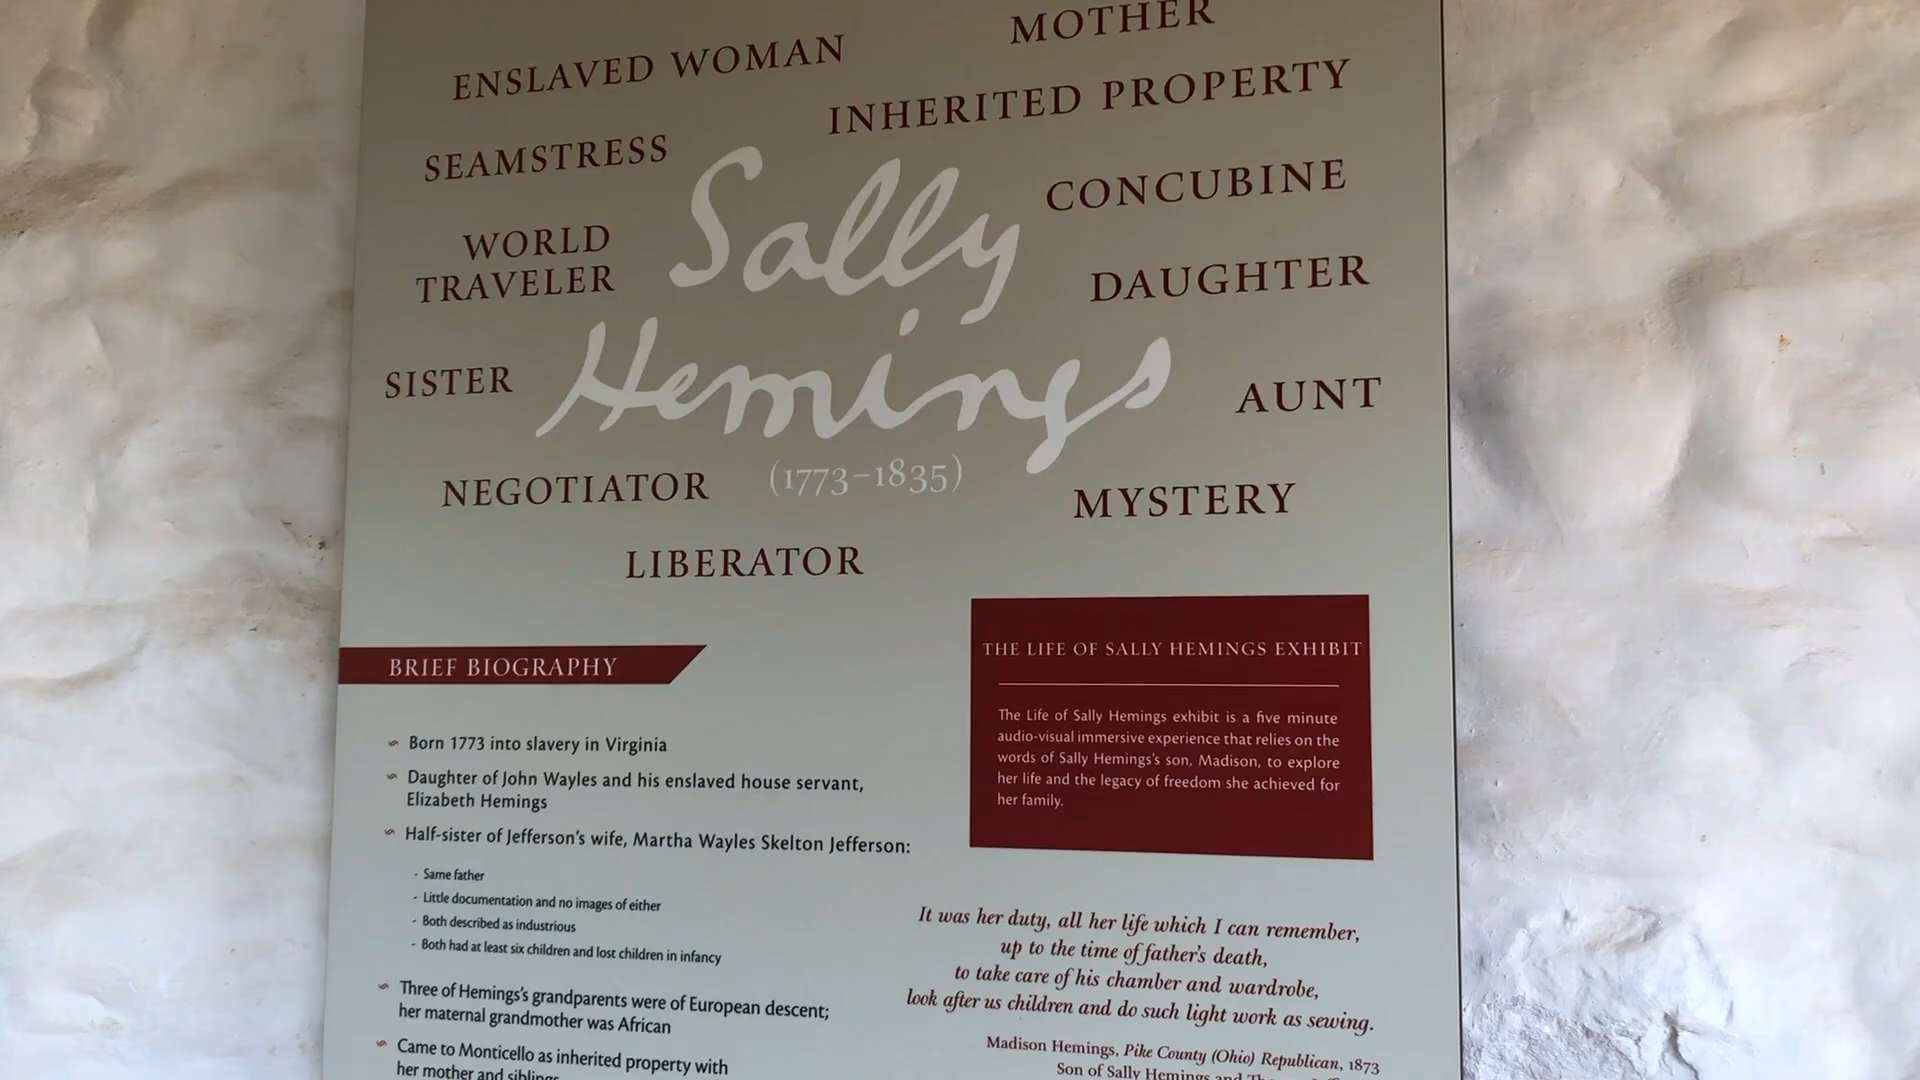 MOTHER
ENSLAVED WOMAN
INHERITED PROPERTY
SEAMSTRESS
CONCUBINE
WORLD
TRAVELER
Sally
Hemings
DAUGHTER
SISTER
AUNT
(1773–1835)
NEGOTIATOR
MYSTERY
LIBERATOR
BRIEF BIOGRAPHY
Born 1773 into slavery in Virginia
Daughter of John Wayles and his enslaved house servant,
Elizabeth Hemings
Half-sister of Jefferson's wife, Martha Wayles Skelton Jefferson:
- Same father
- Little documentation and no images of either
- Both described as industrious
- Both had at least six children and lost children in infancy
Three of Hemings's grandparents were of European descent;
her maternal grandmother was African
Came to Monticello as inherited property with
her mother and siblings
THE LIFE OF SALLY HEMINGS EXHIBIT
The Life of Sally Hemings exhibit is a five minute
audio-visual immersive experience that relies on the
words of Sally Hemings's son, Madison, to explore
her life and the legacy of freedom she achieved for
her family.
It was her duty, all her life which I can remember,
up to the time of father's death,
to take care of his chamber and wardrobe,
look after us children and do such light work as sewing.
Madison Hemings, Pike County (Ohio) Republican, 1873
Son of Sally Hemings and